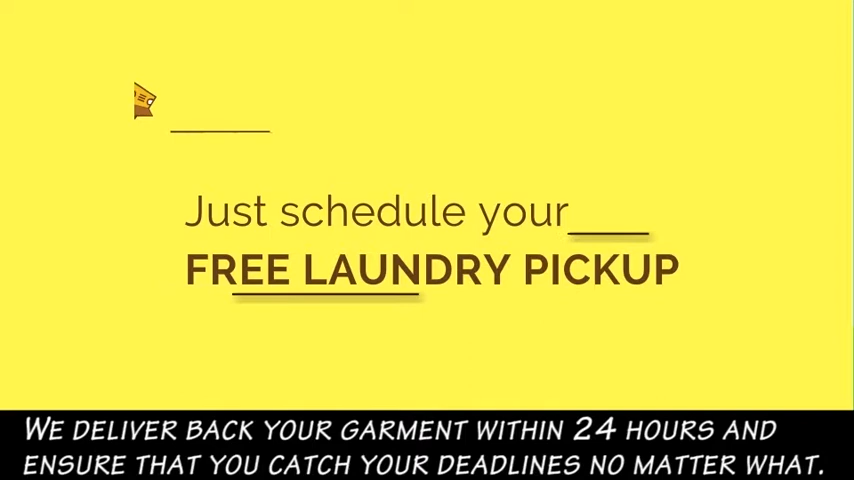 Just schedule your
FREE LAUNDRY PICKUP
WE DELIVER BACK YOUR GARMENT WITHIN 24 HOURS AND
ENSURE THAT YOU CATCH YOUR DEADLINES NO MATTER WHAT.